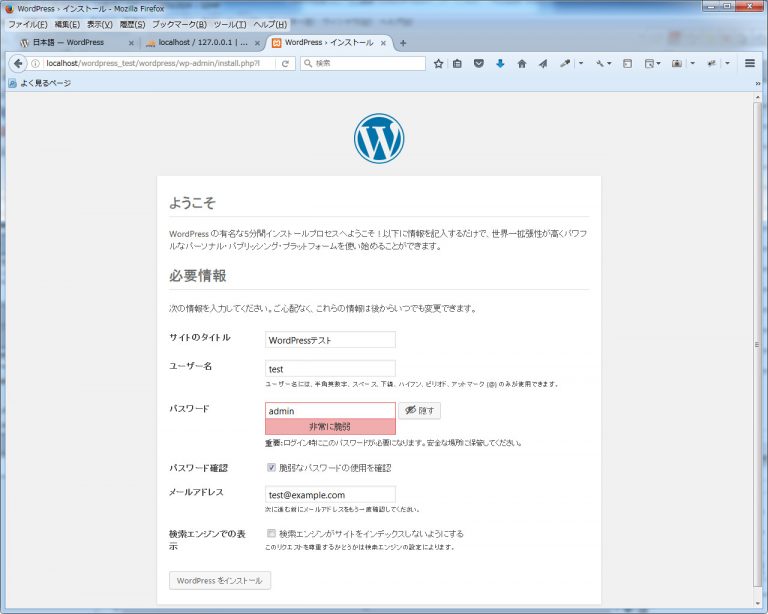 WordPress › インストール - Mozilla Firefox
ファイル(F) 編集(E) 表示(V) 履歴(S) ブックマーク(B) ツール(T) ヘルプ(H)
日本語 — WordPress
localhost / 127.0.0.1 | ...
WordPress › インストール
localhost/wordpress_test/wordpress/wp-admin/install.php?l
検索
よく見るページ
ようこそ
WordPress の有名な5分間インストールプロセスへようこそ！以下に情報を記入するだけで、世界一拡張性が高くパワフ
ルなパーソナル・パブリッシング・プラットフォームを使い始めることができます。
必要情報
次の情報を入力してください。ご心配なく、これらの情報は後からいつでも変更できます。
サイトのタイトル
WordPressテスト
ユーザー名
test
ユーザー名には、半角英数字、スペース、下線、ハイフン、ピリオド、アットマーク (@) のみが使用できます。
パスワード
admin
隠す
非常に脆弱
重要: ログイン時にこのパスワードが必要になります。安全な場所に保管してください。
パスワード確認
脆弱なパスワードの使用を確認
メールアドレス
test@example.com
次に進む前にメールアドレスをもう一度確認してください。
検索エンジンでの表
示
検索エンジンがサイトをインデックスしないようにする
このリクエストを尊重するかどうかは検索エンジンの設定によります。
WordPress をインストール